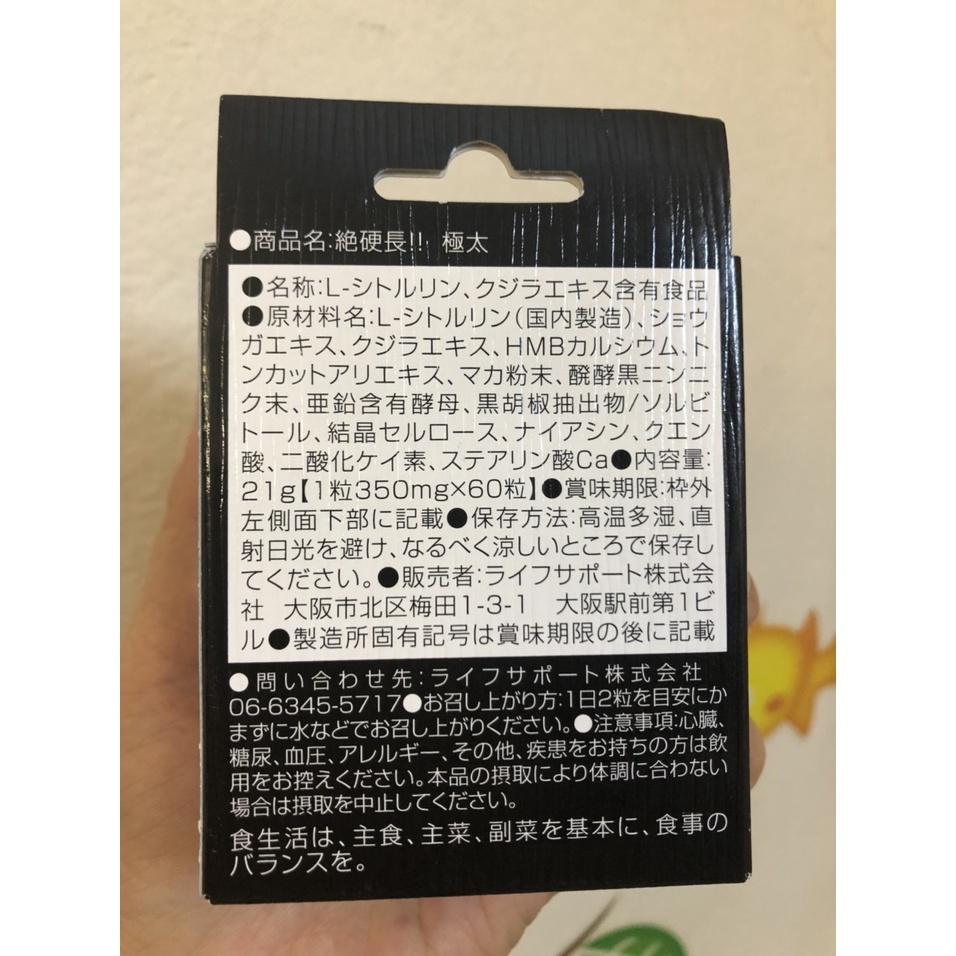 ●商品名:絶硬長!! 極太
●名称:L-シトルリン、クジラエキス含有食品
●原材料名:L-シトルリン(国内製造)、ショウ
ガエキス、クジラエキス、HMBカルシウム、ト
ンカットアリエキス、マカ粉末、醗酵黒ニンニ
ク末、亜鉛含有酵母、黒胡椒抽出物/ソルビ
トール、結晶セルロース、ナイアシン、クエン
酸、二酸化ケイ素、ステアリン酸Ca●内容量:
21g【1粒350mg×60粒】●賞味期限:枠外
左側面下部に記載●保存方法:高温多湿、直
射日光を避け、なるべく涼しいところで保存し
てください。●販売者:ライフサポート株式会
社 大阪市北区梅田1-3-1 大阪駅前第1ビ
ル●製造所固有記号は賞味期限の後に記載
●問い合わせ先:ライフサポート株式会社
06-6345-5717●お召し上がり方:1日2粒を目安にか
まずに水などでお召し上がりください。●注意事項:心臓、
糖尿、血圧、アレルギー、その他、疾患をお持ちの方は飲
用をお控えください。本品の摂取により体調に合わない
場合は摂取を中止してください。
食生活は、主食、主菜、副菜を基本に、食事の
バランスを。